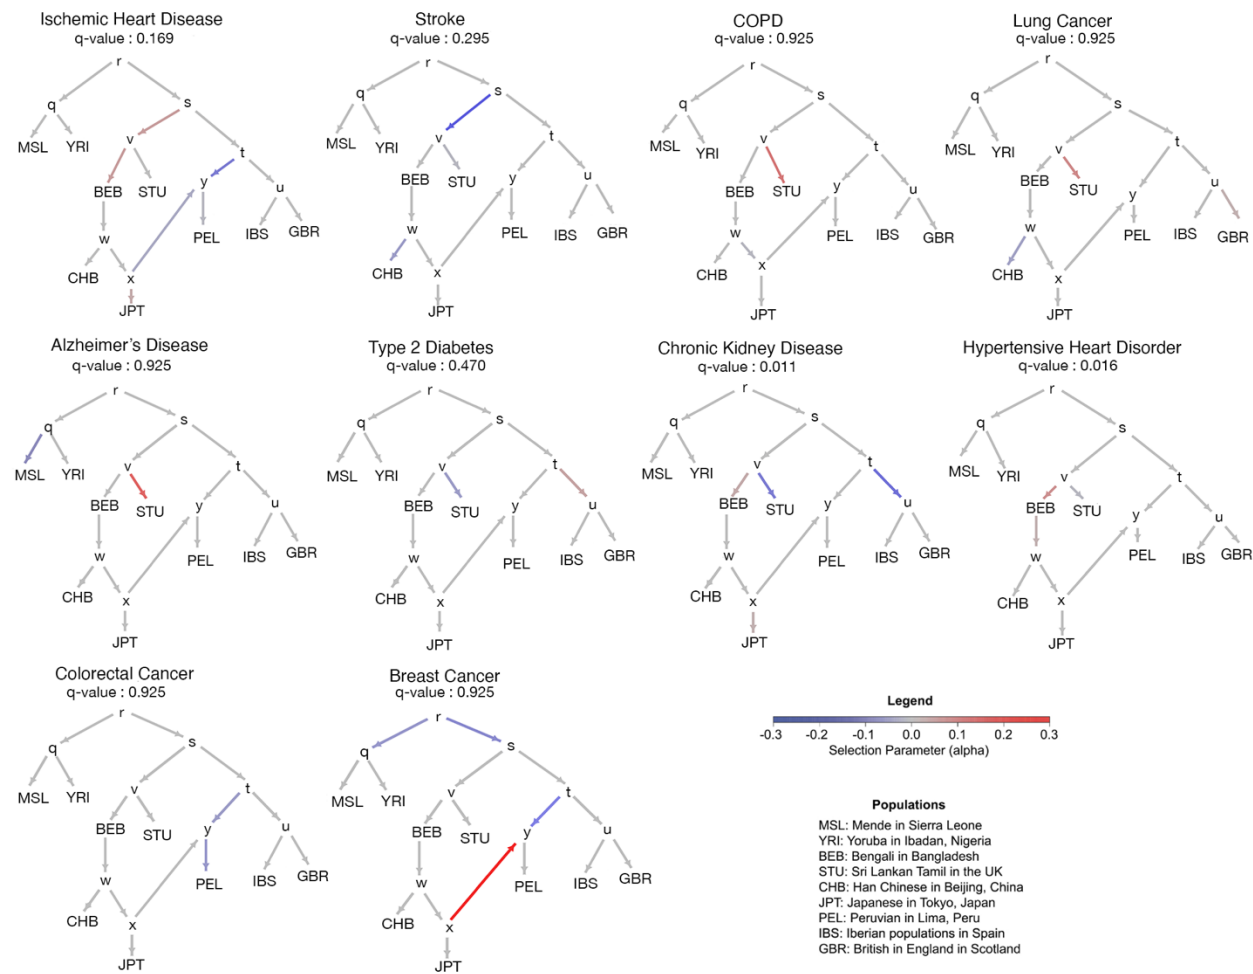 Ischemic Heart Disease
q-value : 0.169
r
q
s
MSL
YRI
v
t
BEB
STU
y
u
w
PEL
IBS
GBR
CHB
x
JPT
Stroke
q-value : 0.295
r
q
s
MSL
YRI
v
t
BEB
STU
y
u
w
PEL
IBS
GBR
CHB
x
JPT
COPD
q-value : 0.925
r
q
s
MSL
YRI
v
t
BEB
STU
y
u
w
PEL
IBS
GBR
CHB
x
JPT
Lung Cancer
q-value : 0.925
r
q
s
MSL
YRI
v
t
BEB
STU
y
u
w
PEL
IBS
GBR
CHB
x
JPT
Alzheimer's Disease
q-value : 0.925
r
q
s
MSL
YRI
v
t
BEB
STU
y
u
w
PEL
IBS
GBR
CHB
x
JPT
Type 2 Diabetes
q-value : 0.470
r
q
s
MSL
YRI
v
t
BEB
STU
y
u
w
PEL
IBS
GBR
CHB
x
JPT
Chronic Kidney Disease
q-value : 0.011
r
q
s
MSL
YRI
v
t
BEB
STU
y
u
w
PEL
IBS
GBR
CHB
x
JPT
Hypertensive Heart Disorder
q-value : 0.016
r
q
s
MSL
YRI
v
t
BEB
STU
y
u
w
PEL
IBS
GBR
CHB
x
JPT
Colorectal Cancer
q-value : 0.925
r
q
s
MSL
YRI
v
t
BEB
STU
y
u
w
PEL
IBS
GBR
CHB
x
JPT
Breast Cancer
q-value : 0.925
r
q
s
MSL
YRI
v
t
BEB
STU
y
u
w
PEL
IBS
GBR
CHB
x
JPT
Legend
-0.3 -0.2 -0.1 0.0 0.1 0.2 0.3
Selection Parameter (alpha)
Populations
MSL: Mende in Sierra Leone
YRI: Yoruba in Ibadan, Nigeria
BEB: Bengali in Bangladesh
STU: Sri Lankan Tamil in the UK
CHB: Han Chinese in Beijing, China
JPT: Japanese in Tokyo, Japan
PEL: Peruvian in Lima, Peru
IBS: Iberian populations in Spain
GBR: British in England in Scotland